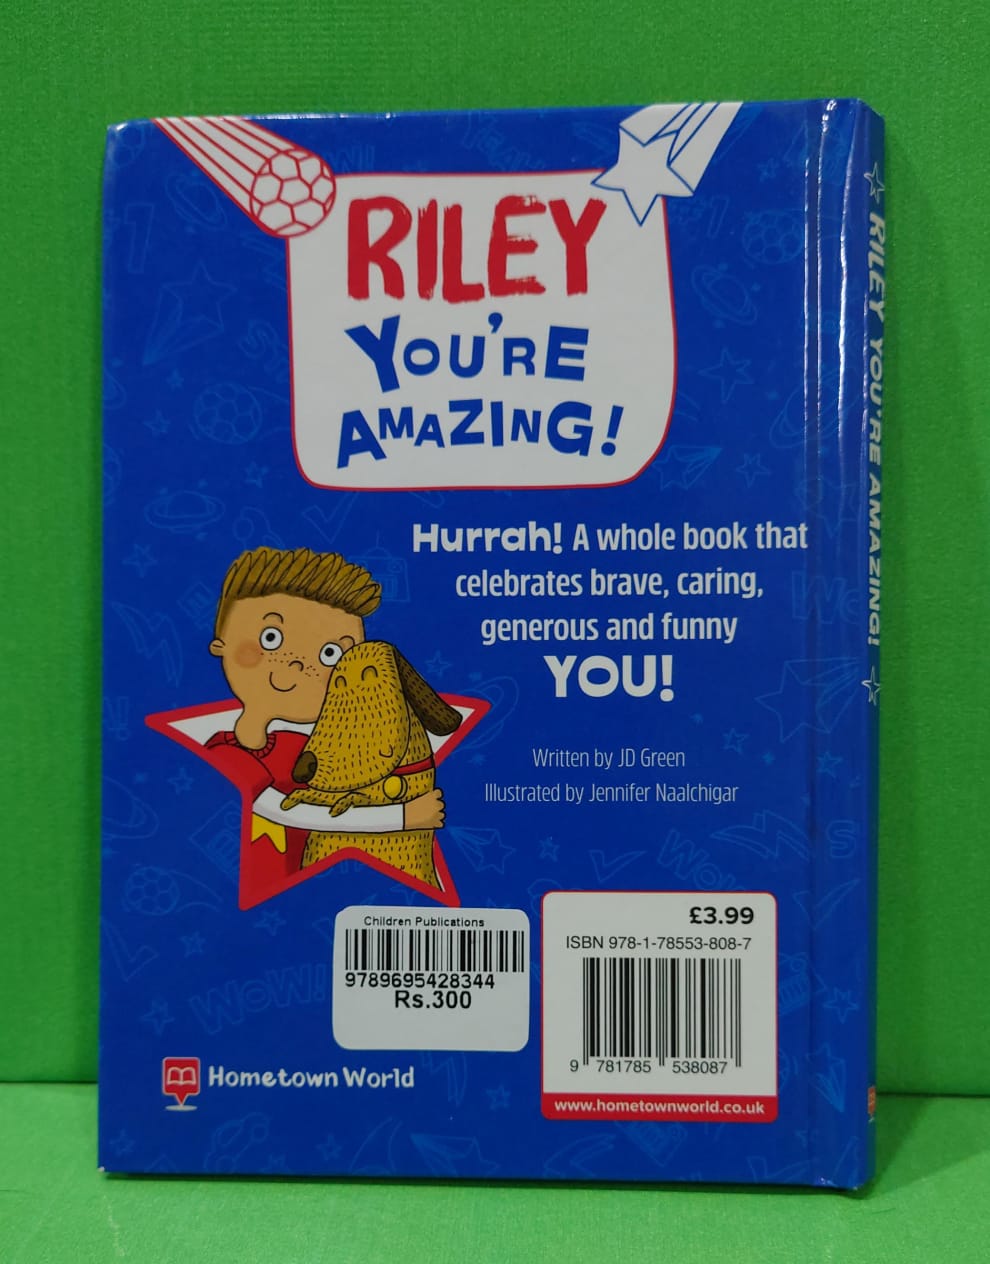 RILEY
YOU'RE
AMAZING!
Hurrah! A whole book that
celebrates brave, caring,
generous and funny
YOU!
Written by JD Green
Illustrated by Jennifer Naalchigar
Children Publications
9789695428344
Rs.300
£3.99
ISBN 978-1-78553-808-7
9 781785 538087
www.hometownworld.co.uk
Hometown World
RILEY YOU'RE AMAZING!
WOW!